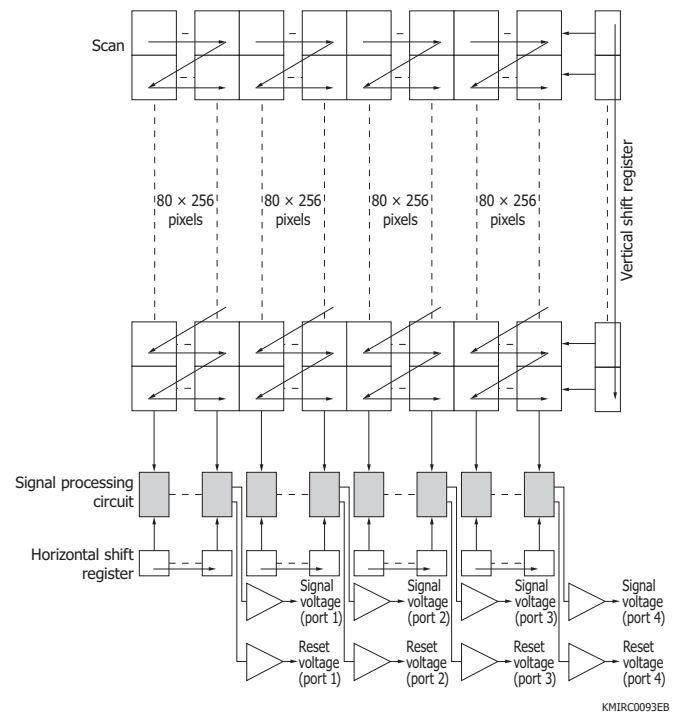 Scan
80 × 256
pixels
80 × 256
pixels
80 × 256
pixels
80 × 256
pixels
Vertical shift register
Signal processing
circuit
Horizontal shift
register
Signal
voltage
(port 1)
Signal
voltage
(port 2)
Signal
voltage
(port 3)
Signal
voltage
(port 4)
Reset
voltage
(port 1)
Reset
voltage
(port 2)
Reset
voltage
(port 3)
Reset
voltage
(port 4)
KMIRC0093EB